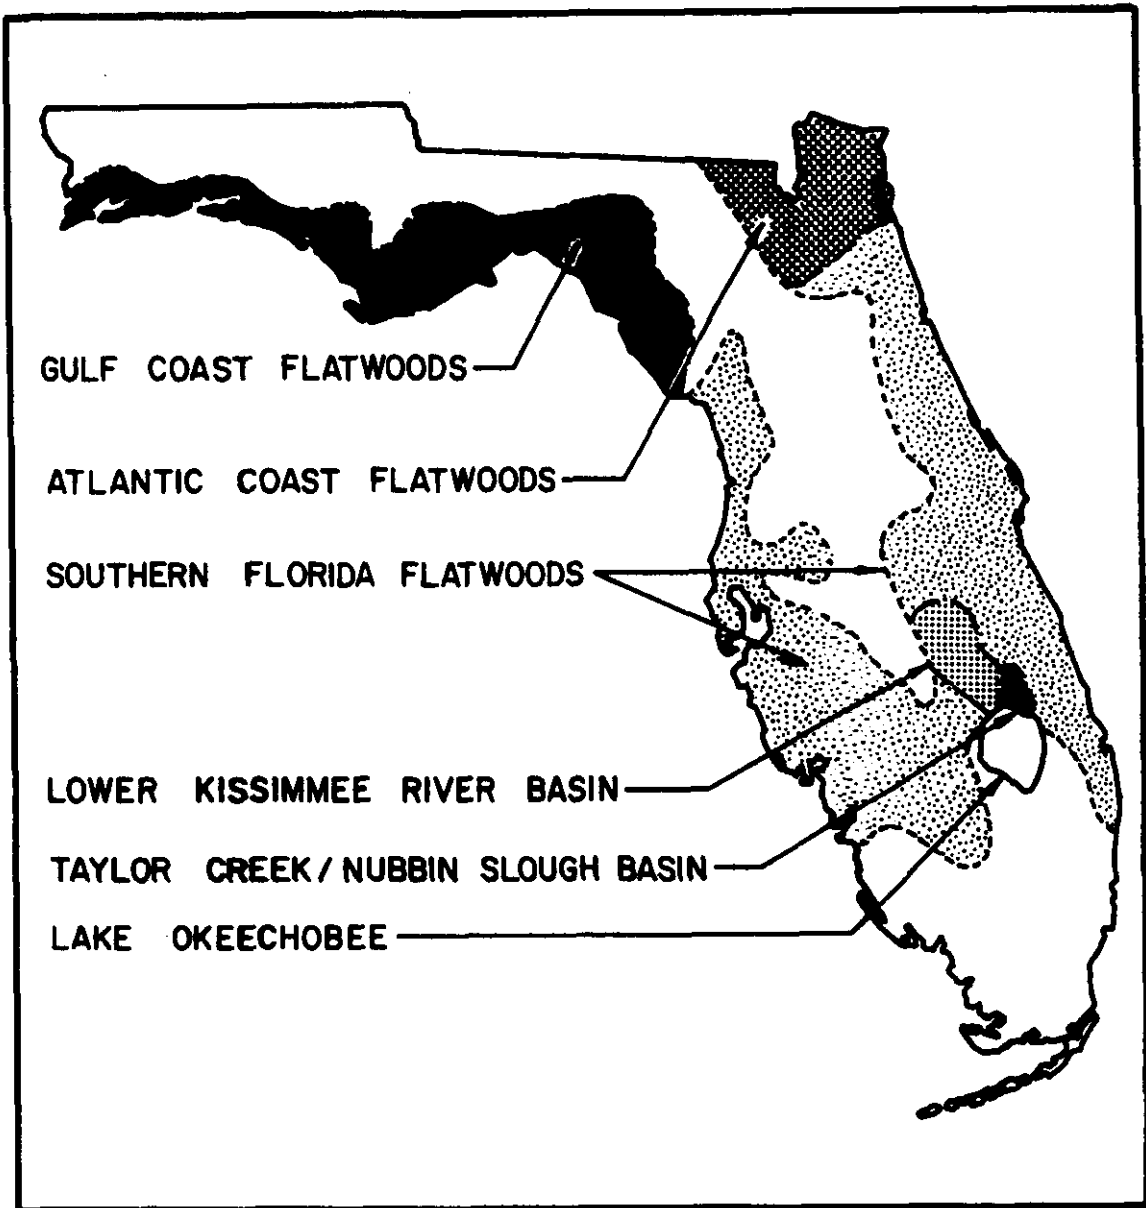 GULF COAST FLATWOODS
ATLANTIC COAST FLATWOODS
SOUTHERN FLORIDA FLATWOODS
LOWER KISSIMMEE RIVER BASIN
TAYLOR CREEK/NUBBIN SLOUGH BASIN
LAKE OKEECHOBEE